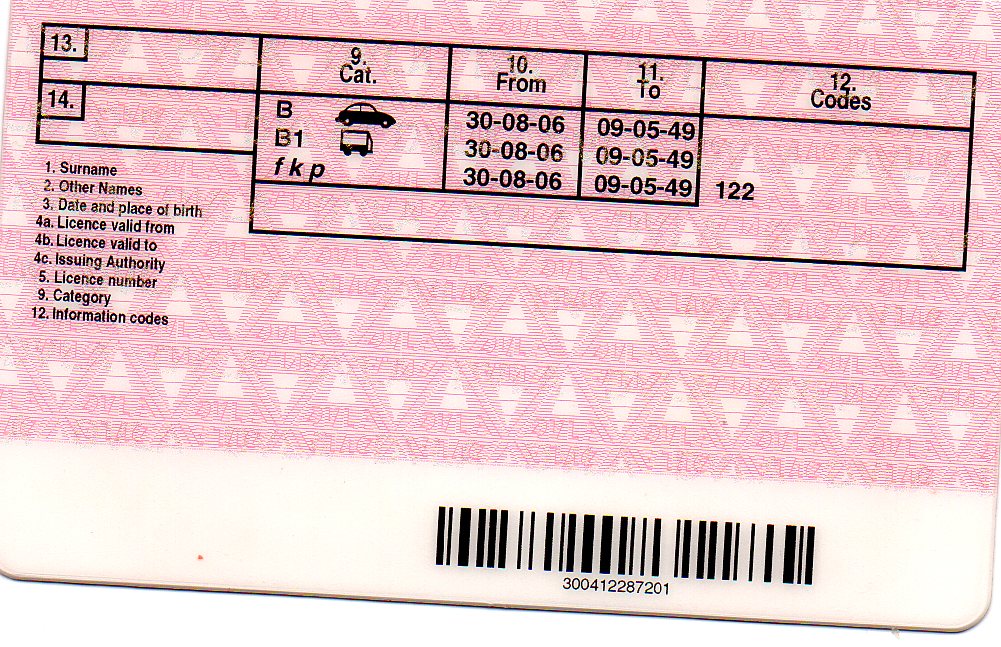 13.
9.
Cat.
10.
From
11.
To
12.
Codes
14.
B 30-08-06 09-05-49
B1 30-08-06 09-05-49
f k p 30-08-06 09-05-49 122
1. Surname
2. Other Names
3. Date and place of birth
4a. Licence valid from
4b. Licence valid to
4c. Issuing Authority
5. Licence number
9. Category
12. Information codes
300412287201